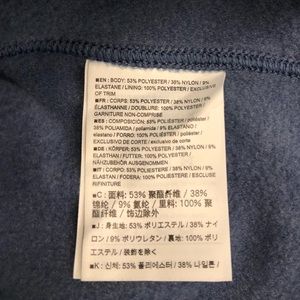 ■EN : BODY: 53% POLYESTER / 38% NYLON / 9%
ELASTANE / LINING: 100% POLYESTER / EXCLUSIVE
OF TRIM
■FR : CORPS: 53% POLYESTER / 38% NYLON / 9%
ÉLASTHANNE / DOUBLURE: 100% POLYESTER /
GARNITURE NON COMPRISE
■ES : COMPOSICIÓN: 53% POLIÉSTER / poliéster / 38%
POLIAMIDA / poliamida / 9% ELASTANO /
elastano / FORRO: 100% POLIÉSTER / poliéster /
EXCLUSIVO DE CORTE / exclusivo de corte
■DE : KÖRPER: 53% POLYESTER / 38% NYLON / 9%
ELASTHAN / FUTTER: 100% POLYESTER /
NÄHZUBEHÖR AUSGENOMMEN
■IT : CORPO: 53% POLIESTERE / 38% NYLON / 9%
ELASTAN / FODERA: 100% POLIESTERE / ESCLUSE
RIFINITURE
■C : 面料: 53% 聚酯纤维 / 38%
锦纶 / 9% 氨纶 / 里料: 100% 聚
酯纤维 / 饰边除外
■J : 身生地: 53% ポリエステル / 38% ナイ
ロン / 9% ポリウレタン / 裏地: 100% ポリ
エステル / 装飾を除く
■K : 신체: 53% 폴리에스터 / 38% 나일론 /